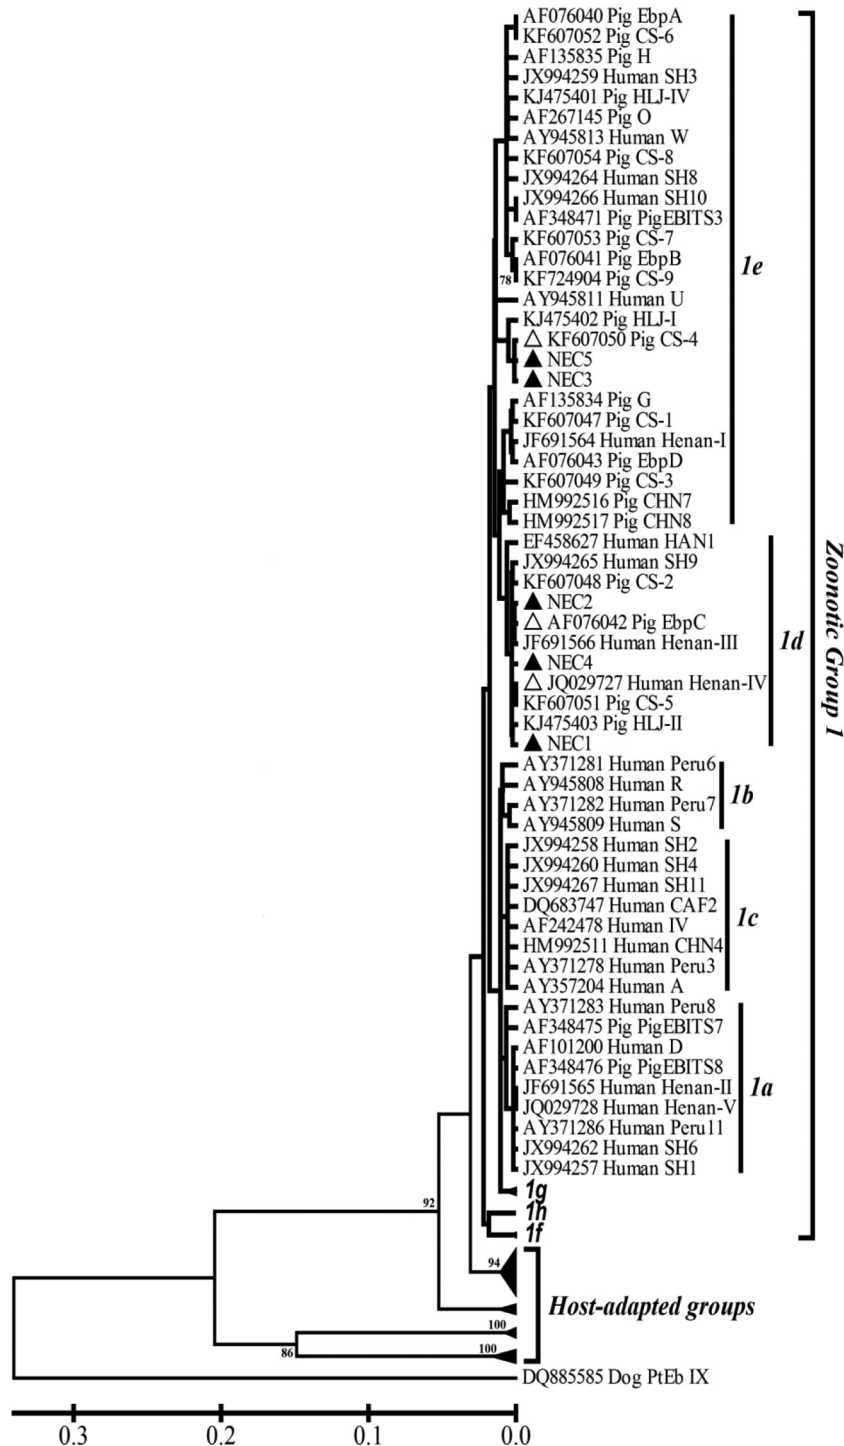 AF076040 Pig EbpA
KF607052 Pig CS-6
AF135835 Pig H
JX994259 Human SH3
KJ475401 Pig HLJ-IV
AF267145 Pig O
AY945813 Human W
KF607054 Pig CS-8
JX994264 Human SH8
JX994266 Human SH10
AF348471 Pig PigEBITS3
KF607053 Pig CS-7
AF076041 Pig EbpB
KF724904 Pig CS-9
78
AY945811 Human U
KJ475402 Pig HLJ-I
△ KF607050 Pig CS-4
▲ NEC5
▲ NEC3
AF135834 Pig G
KF607047 Pig CS-1
JF691564 Human Henan-I
AF076043 Pig EbpD
KF607049 Pig CS-3
HM992516 Pig CHN7
HM992517 Pig CHN8
1e
EF458627 Human HAN1
JX994265 Human SH9
KF607048 Pig CS-2
▲ NEC2
△ AF076042 Pig EbpC
JF691566 Human Henan-III
▲ NEC4
△ JQ029727 Human Henan-IV
KF607051 Pig CS-5
KJ475403 Pig HLJ-II
▲ NEC1
1d
Zoonotic Group 1
AY371281 Human Peru6
AY945808 Human R
AY371282 Human Peru7
AY945809 Human S
1b
JX994258 Human SH2
JX994260 Human SH4
JX994267 Human SH11
DQ683747 Human CAF2
AF242478 Human IV
HM992511 Human CHN4
AY371278 Human Peru3
AY357204 Human A
1c
AY371283 Human Peru8
AF348475 Pig PigEBITS7
AF101200 Human D
AF348476 Pig PigEBITS8
JF691565 Human Henan-II
JQ029728 Human Henan-V
AY371286 Human Peru11
JX994262 Human SH6
JX994257 Human SH1
1a
1g
1h
1f
92
94
Host-adapted groups
100
86
100
DQ885585 Dog PtEb IX
0.3 0.2 0.1 0.0